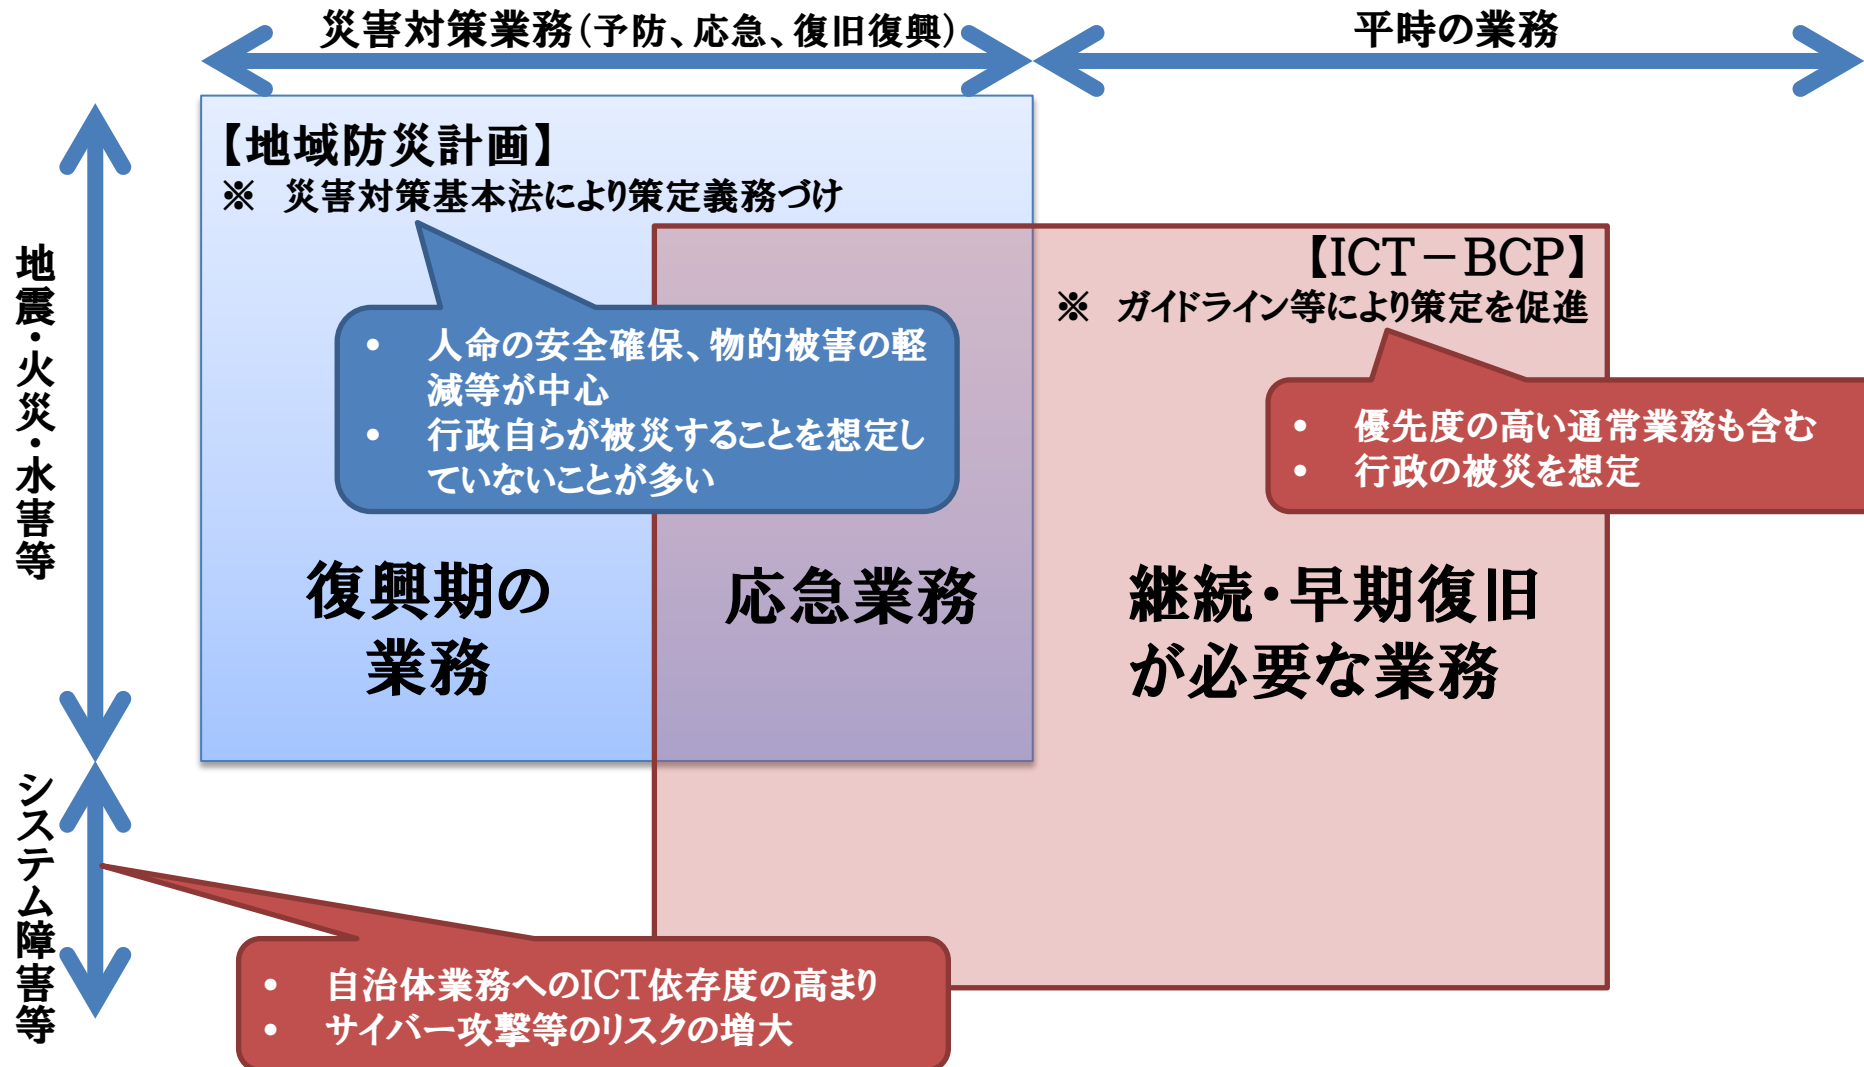 災害対策業務(予防、応急、復旧復興)
平時の業務
【地域防災計画】
※ 災害対策基本法により策定義務づけ
地震・火災・水害等
【ICT－BCP】
※ ガイドライン等により策定を促進
• 人命の安全確保、物的被害の軽
減等が中心
• 行政自らが被災することを想定し
ていないことが多い
• 優先度の高い通常業務も含む
• 行政の被災を想定
復興期の
業務
応急業務
継続・早期復旧
が必要な業務
システム障害等
• 自治体業務へのICT依存度の高まり
• サイバー攻撃等のリスクの増大